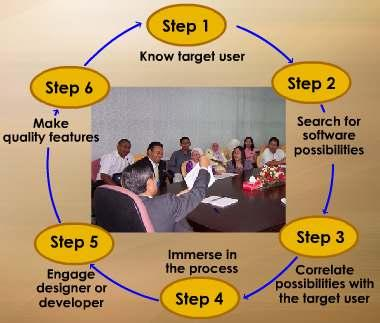 Step 1
Know target user
Step 2
Search for
software
possibilities
Step 3
Correlate
possibilities with
the target user
Step 4
Immerse in
the process
Step 5
Engage
designer or
developer
Step 6
Make
quality features